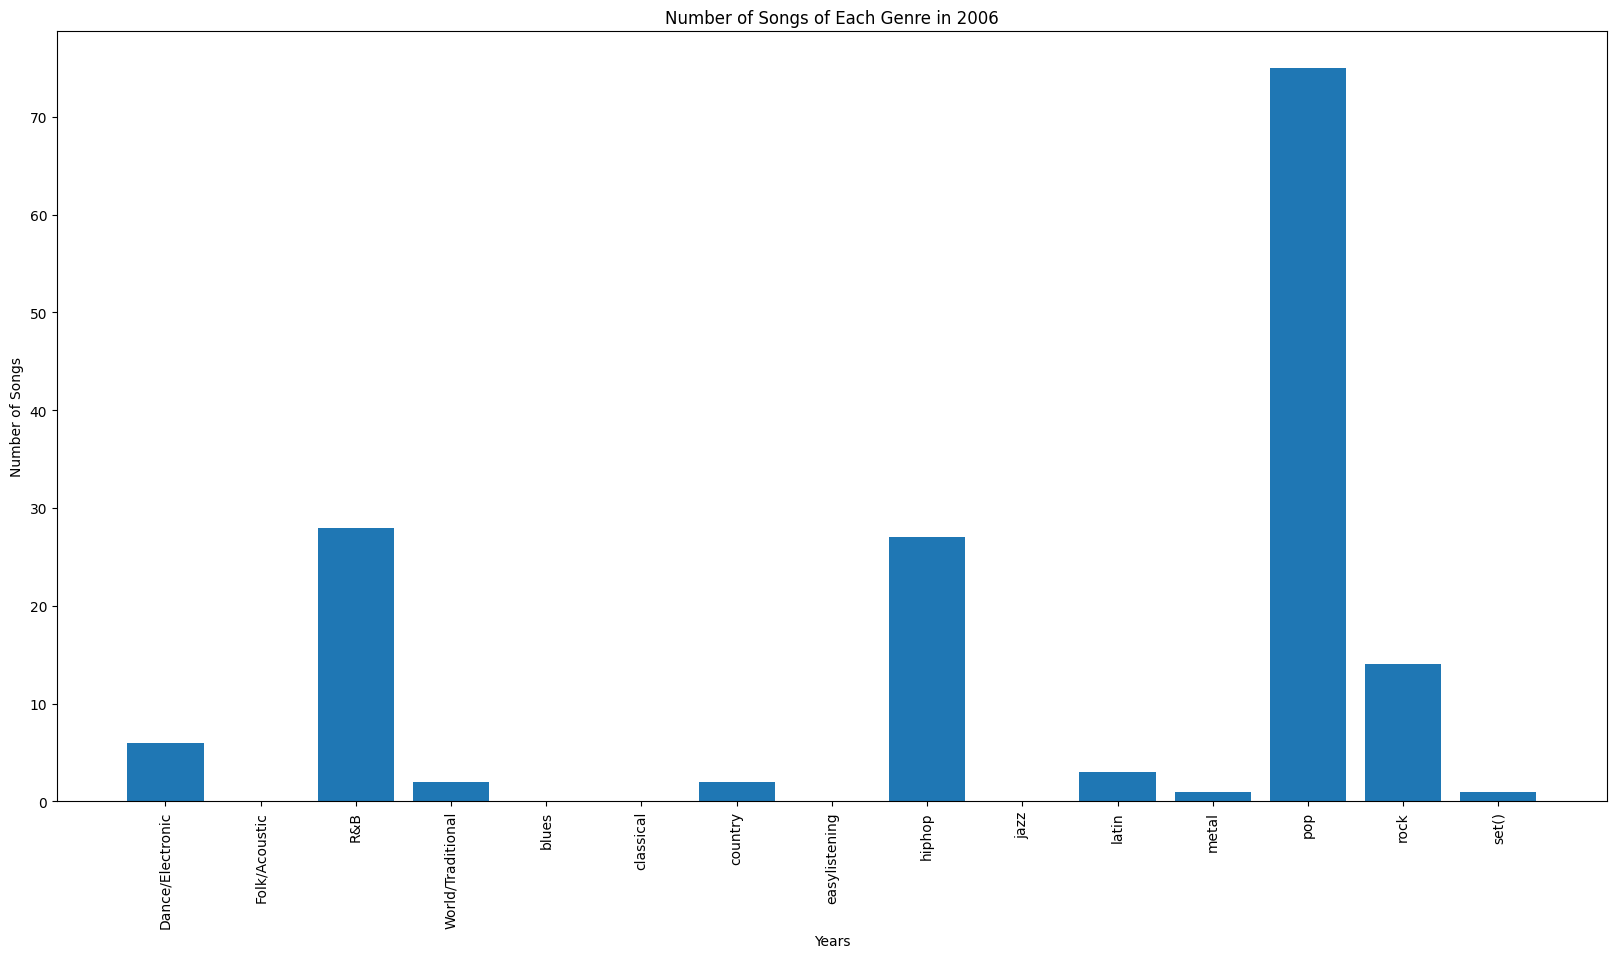 Number of Songs of Each Genre in 2006
Number of Songs
70
60
50
40
30
20
10
0
Dance/Electronic
Folk/Acoustic
R&B
World/Traditional
blues
classical
country
easylistening
hiphop
jazz
latin
metal
pop
rock
set()
Years